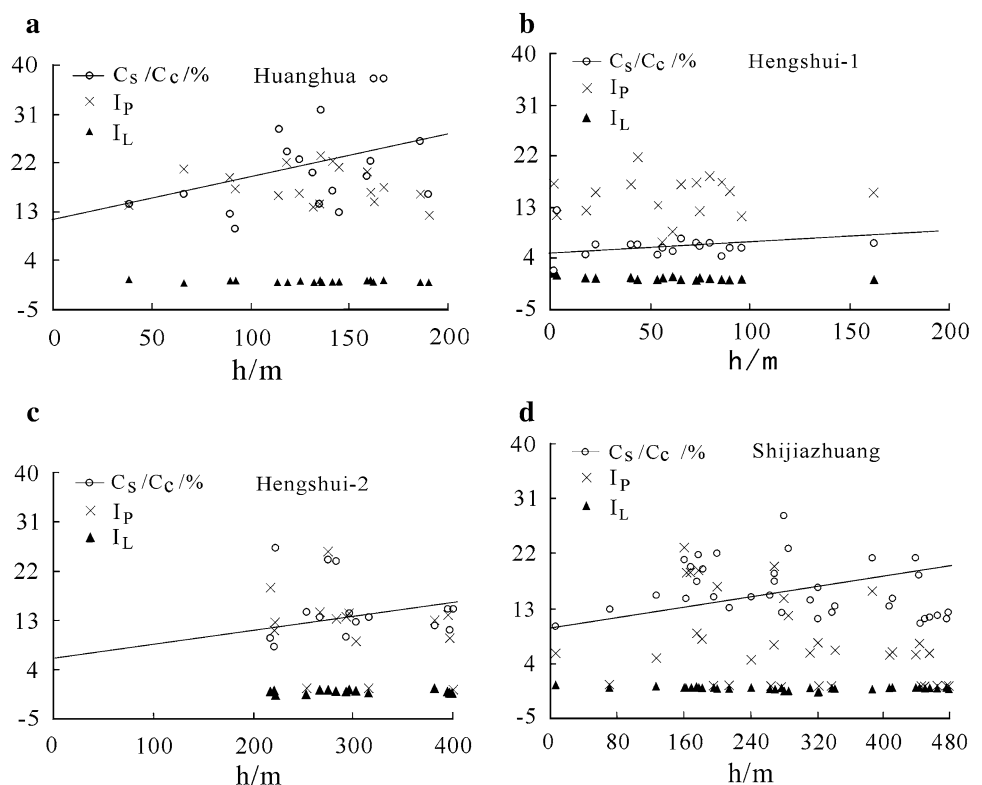 a
40
31
22
13
4
-5
Cs/Cc/%
IP
IL
Huanghua
0
50
100
150
200
h/m
b
40
31
22
13
4
-5
Cs/Cc/%
IP
IL
Hengshui-1
0
50
100
150
200
h/m
c
40
31
22
13
4
-5
Cs/Cc/%
IP
IL
Hengshui-2
0
100
200
300
400
h/m
d
40
31
22
13
4
-5
Cs/Cc /%
IP
IL
Shijiazhuang
0
80
160
240
320
400
480
h/m